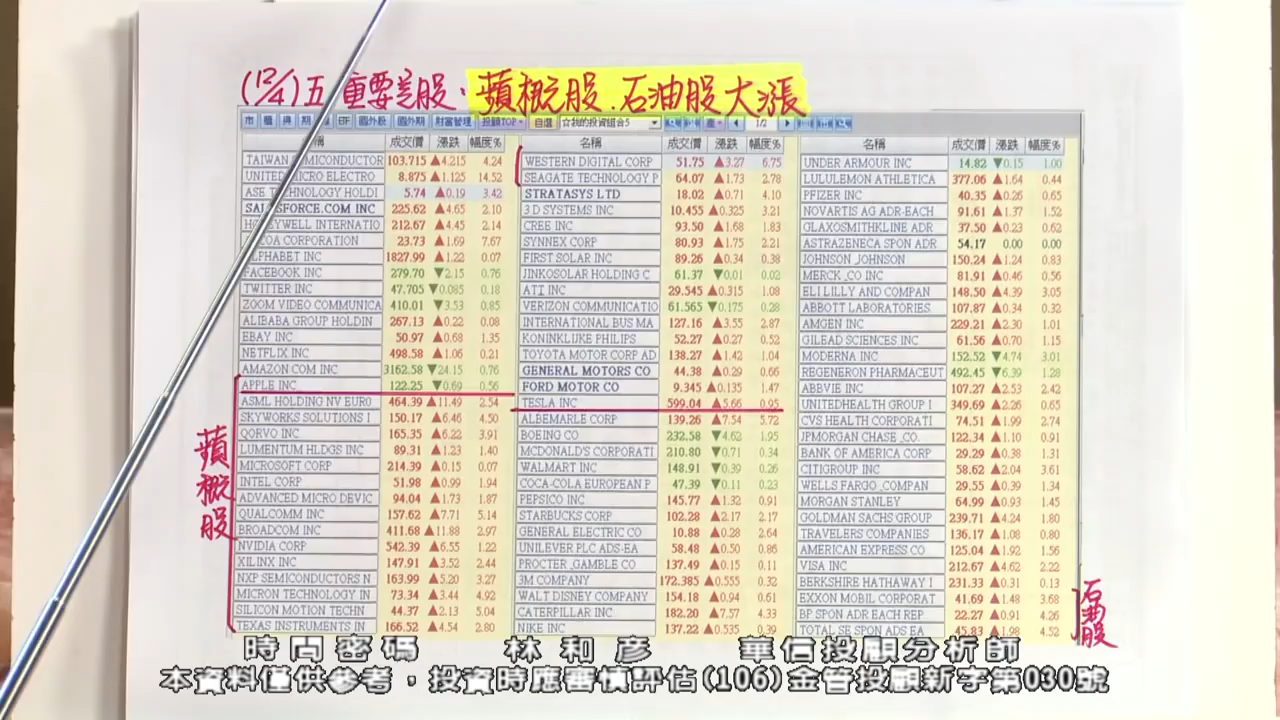 (12/4)五 重要美股. 蘋概股.石油股大漲
財富管理 投顧TOP 自選 ☆我的投資組合5 1/2
成交價 漲跌 幅度% 名稱 成交價 漲跌 幅度% 名稱 成交價 漲跌 幅度%
103.715 ▲4.215 4.24 WESTERN DIGITAL CORP 51.75 ▲3.27 6.75 UNDER ARMOUR INC 14.82 ▼0.15 1.00
8.875 ▲1.125 14.52 SEAGATE TECHNOLOGY P 64.07 ▲1.73 2.78 LULULEMON ATHLETICA 377.06 ▲1.64 0.44
ASE TECHNOLOGY HOLDI 5.74 ▲0.19 3.42 STRATASYS LTD 18.02 ▲0.71 4.10 PFIZER INC 40.35 ▲0.26 0.65
225.62 ▲4.65 2.10 3 D SYSTEMS INC 10.455 ▲0.325 3.21 NOVARTIS AG ADR-EACH 91.61 ▲1.37 1.52
212.67 ▲4.45 2.14 CREE INC 93.50 ▲1.68 1.83 GLAXOSMITHKLINE ADR 37.50 ▲0.23 0.62
CORPORATION 23.73 ▲1.69 7.67 SYNNEX CORP 80.93 ▲1.75 2.21 ASTRAZENECA SPON ADR 54.17 0.00 0.00
ALPHABET INC 1827.99 ▲1.22 0.07 FIRST SOLAR INC 89.26 ▲0.34 0.38 JOHNSON JOHNSON 150.24 ▲1.24 0.83
FACEBOOK INC 279.70 ▼2.15 0.76 JINKOSOLAR HOLDING C 61.37 ▼0.01 0.02 MERCK_CO INC 81.91 ▲0.46 0.56
TWITTER INC 47.705 ▼0.085 0.18 ATI INC 29.545 ▲0.315 1.08 ELI LILLY AND COMPAN 148.50 ▲4.39 3.05
ZOOM VIDEO COMMUNICA 410.01 ▼3.53 0.85 VERIZON COMMUNICATIO 61.565 ▼0.175 0.28 ABBOTT LABORATORIES 107.87 ▲0.34 0.32
ALIBABA GROUP HOLDIN 267.13 ▲0.22 0.08 INTERNATIONAL BUS MA 127.16 ▲3.55 2.87 AMGEN INC 229.21 ▲2.30 1.01
EBAY INC 50.97 ▲0.68 1.35 KONINKLIJKE PHILIPS 52.27 ▲0.27 0.52 GILEAD SCIENCES INC 61.56 ▲0.70 1.15
NETFLIX INC 498.58 ▲1.06 0.21 TOYOTA MOTOR CORP AD 138.27 ▲1.42 1.04 MODERNA INC 152.52 ▼4.74 3.01
AMAZON COM INC 3162.58 ▼24.15 0.76 GENERAL MOTORS CO 44.38 ▲0.29 0.66 REGENERON PHARMACEUT 492.45 ▼6.39 1.28
APPLE INC 122.25 ▼0.69 0.56 FORD MOTOR CO 9.345 ▲0.135 1.47 ABBVIE INC 107.27 ▲2.53 2.42
ASML HOLDING NV EURO 464.39 ▲11.49 2.54 TESLA INC 599.04 ▲5.66 0.95 UNITEDHEALTH GROUP I 349.69 ▲2.26 0.65
SKYWORKS SOLUTIONS I 150.17 ▲6.46 4.50 ALBEMARLE CORP 139.26 ▲7.54 5.72 CVS HEALTH CORPORATI 74.51 ▲1.99 2.74
QORVO INC 165.35 ▲6.22 3.91 BOEING CO 232.58 ▼4.62 1.95 JPMORGAN CHASE _CO. 122.34 ▲1.10 0.91
LUMENTUM HLDGS INC 89.31 ▲1.23 1.40 MCDONALD'S CORPORATI 210.80 ▼0.71 0.34 BANK OF AMERICA CORP 29.29 ▲0.38 1.31
MICROSOFT CORP 214.39 ▲0.15 0.07 WALMART INC 148.91 ▼0.39 0.26 CITIGROUP INC 58.62 ▲2.04 3.61
INTEL CORP 51.98 ▲0.99 1.94 COCA-COLA EUROPEAN P 47.39 ▼0.11 0.23 WELLS FARGO _COMPAN 29.55 ▲0.39 1.34
ADVANCED MICRO DEVIC 94.04 ▲1.73 1.87 PEPSICO INC 145.77 ▲1.32 0.91 MORGAN STANLEY 64.99 ▲0.93 1.45
QUALCOMM INC 157.62 ▲7.71 5.14 STARBUCKS CORP 102.28 ▲2.17 2.17 GOLDMAN SACHS GROUP 239.71 ▲4.24 1.80
BROADCOM INC 411.68 ▲11.88 2.97 GENERAL ELECTRIC CO 10.88 ▲0.28 2.64 TRAVELERS COMPANIES 136.17 ▲1.08 0.80
NVIDIA CORP 542.39 ▲6.55 1.22 UNILEVER PLC ADS-EA 58.48 ▲0.50 0.86 AMERICAN EXPRESS CO 125.04 ▲1.92 1.56
XILINX INC 147.91 ▲3.52 2.44 PROCTER_GAMBLE CO 137.49 ▲0.15 0.11 VISA INC 212.67 ▲4.62 2.22
NXP SEMICONDUCTORS N 163.99 ▲5.20 3.27 3M COMPANY 172.385 ▲0.555 0.32 BERKSHIRE HATHAWAY I 231.33 ▲0.31 0.13
MICRON TECHNOLOGY IN 73.34 ▲3.44 4.92 WALT DISNEY COMPANY 154.18 ▲0.94 0.61 EXXON MOBIL CORPORAT 41.69 ▲1.48 3.68
SILICON MOTION TECHN 44.37 ▲2.13 5.04 CATERPILLAR INC 182.20 ▲7.57 4.33 BP SPON ADR EACH REP 22.27 ▲0.91 4.26
TEXAS INSTRUMENTS IN 166.52 ▲4.54 2.80 NIKE INC 137.22 ▲0.535 0.39 TOTAL SE SPON ADS EA 45.83 ▲1.98 4.52
蘋概股
石油股
時間密碼 林和彥 華信投顧分析師
本資料僅供參考，投資時應審慎評估(106)金管投顧新字第030號